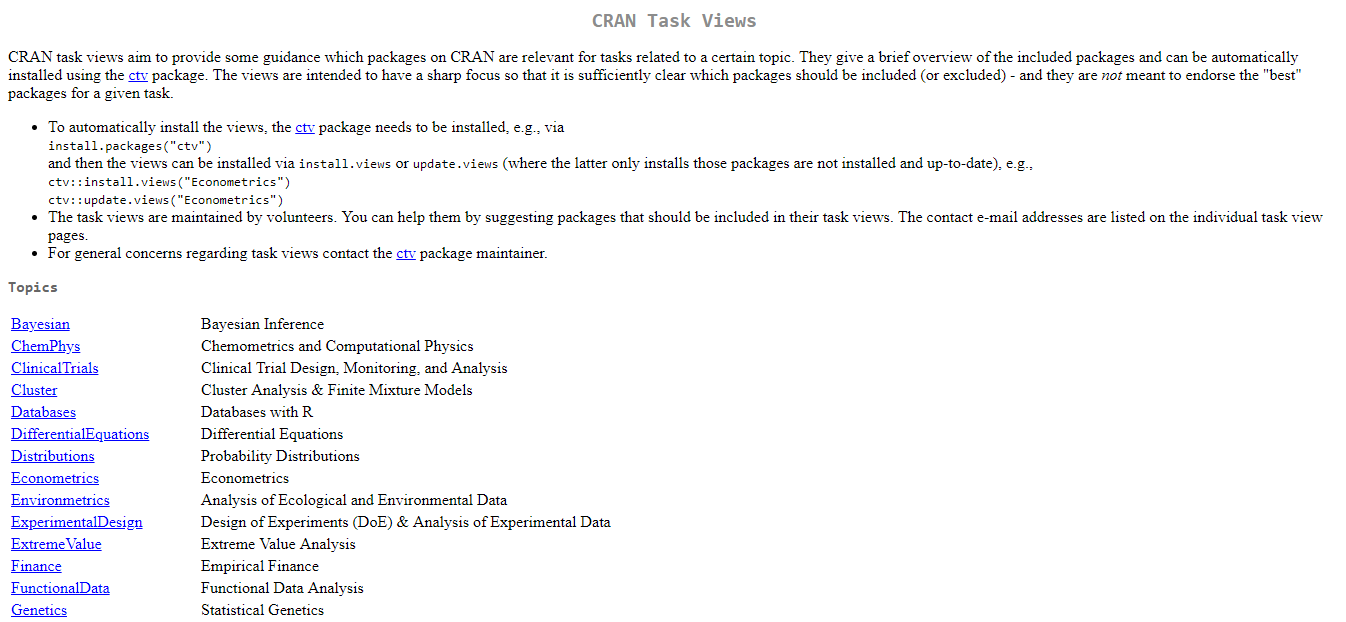 CRAN Task Views
CRAN task views aim to provide some guidance which packages on CRAN are relevant for tasks related to a certain topic. They give a brief overview of the included packages and can be automatically
installed using the ctv package. The views are intended to have a sharp focus so that it is sufficiently clear which packages should be included (or excluded) - and they are not meant to endorse the "best"
packages for a given task.
• To automatically install the views, the ctv package needs to be installed, e.g., via
install.packages("ctv")
and then the views can be installed via install.views or update.views (where the latter only installs those packages are not installed and up-to-date), e.g.,
ctv::install.views("Econometrics")
ctv::update.views("Econometrics")
• The task views are maintained by volunteers. You can help them by suggesting packages that should be included in their task views. The contact e-mail addresses are listed on the individual task view
pages.
• For general concerns regarding task views contact the ctv package maintainer.
Topics
Bayesian Bayesian Inference
ChemPhys Chemometrics and Computational Physics
ClinicalTrials Clinical Trial Design, Monitoring, and Analysis
Cluster Cluster Analysis & Finite Mixture Models
Databases Databases with R
DifferentialEquations Differential Equations
Distributions Probability Distributions
Econometrics Econometrics
Environmetrics Analysis of Ecological and Environmental Data
ExperimentalDesign Design of Experiments (DoE) & Analysis of Experimental Data
ExtremeValue Extreme Value Analysis
Finance Empirical Finance
FunctionalData Functional Data Analysis
Genetics Statistical Genetics